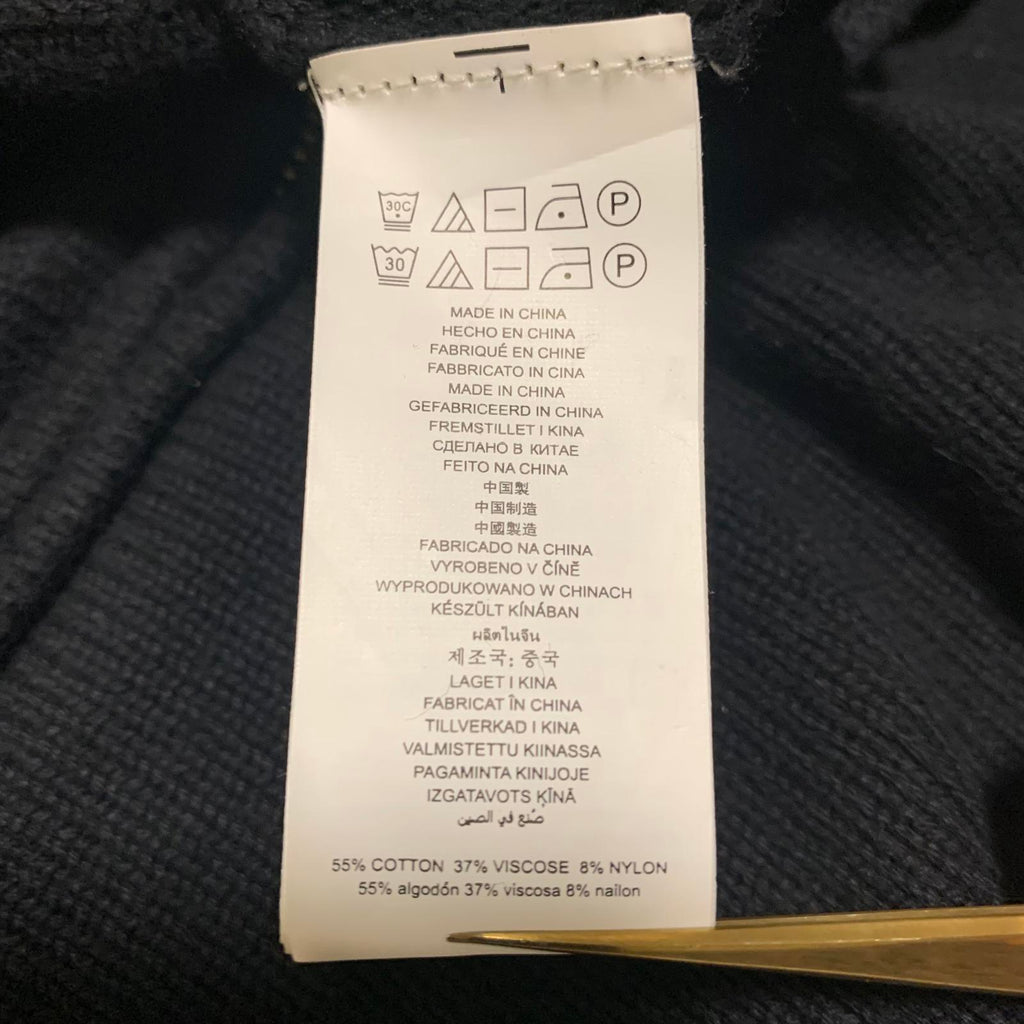 30C P
30 P
MADE IN CHINA
HECHO EN CHINA
FABRIQUÉ EN CHINE
FABBRICATO IN CINA
MADE IN CHINA
GEFABRICEERD IN CHINA
FREMSTILLET I KINA
СДЕЛАНО В КИТАЕ
FEITO NA CHINA
中国製
中国制造
中國製造
FABRICADO NA CHINA
VYROBENO V ČÍNĚ
WYPRODUKOWANO W CHINACH
KÉSZÜLT KÍNÁBAN
ผลิตในจีน
제조국: 중국
LAGET I KINA
FABRICAT ÎN CHINA
TILLVERKAD I KINA
VALMISTETTU KIINASSA
PAGAMINTA KINIJOJE
IZGATAVOTS ĶĪNĀ
صُنع في الصين
55% COTTON 37% VISCOSE 8% NYLON
55% algodón 37% viscosa 8% nailon